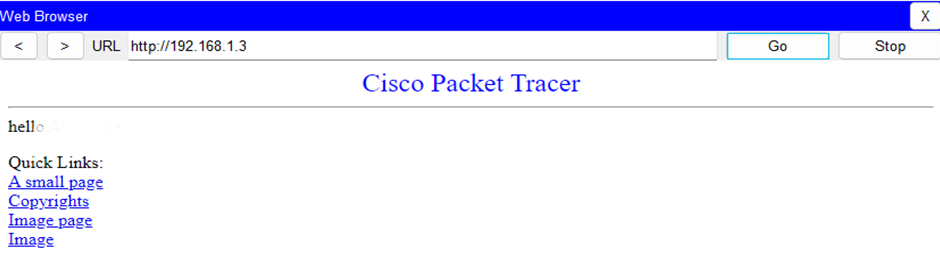 Web Browser X
< > URL http://192.168.1.3 Go Stop
Cisco Packet Tracer
hello
Quick Links:
A small page
Copyrights
Image page
Image